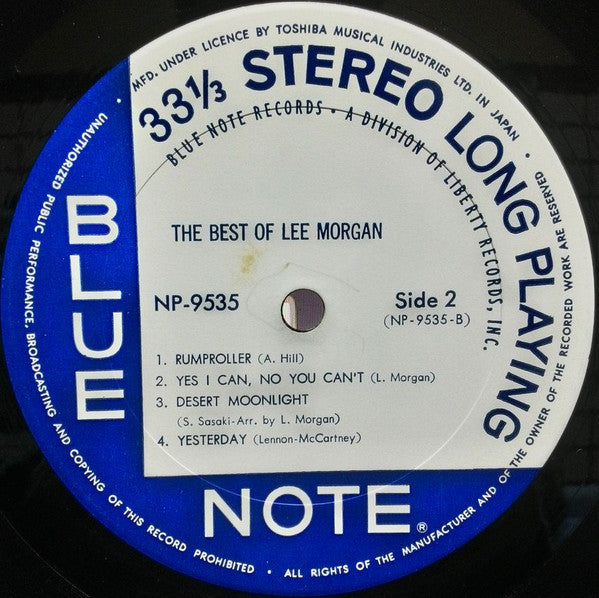 MFD. UNDER LICENCE BY TOSHIBA MUSICAL INDUSTRIES LTD. IN JAPAN •
33 1/3 STEREO LONG PLAYING
BLUE NOTE RECORDS • A DIVISION OF LIBERTY RECORDS, INC.
THE BEST OF LEE MORGAN
NP-9535
Side 2
(NP-9535-B)
1. RUMPROLLER (A. Hill)
2. YES I CAN, NO YOU CAN'T (L. Morgan)
3. DESERT MOONLIGHT
(S. Sasaki-Arr. by L. Morgan)
4. YESTERDAY (Lennon-McCartney)
BLUE
NOTE®
• UNAUTHORIZED PUBLIC PERFORMANCE, BROADCASTING AND COPYING OF THIS RECORD PROHIBITED • ALL RIGHTS OF THE MANUFACTURER AND OF THE OWNER OF THE RECORDED WORK ARE RESERVED •